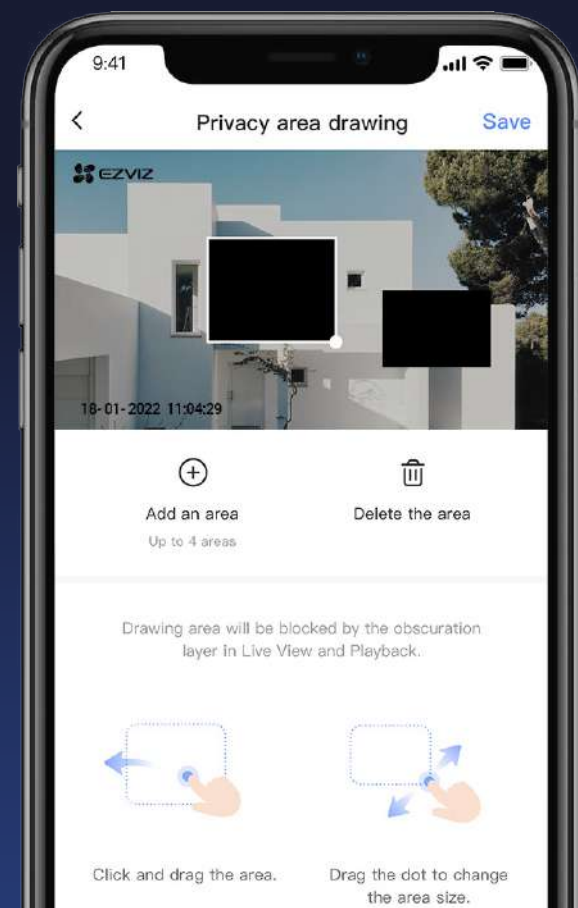 9:41
Privacy area drawing
Save
EZVIZ
18-01-2022 11:04:29
Add an area
Delete the area
Up to 4 areas
Drawing area will be blocked by the obscuration
layer in Live View and Playback.
Click and drag the area.
Drag the dot to change
the area size.